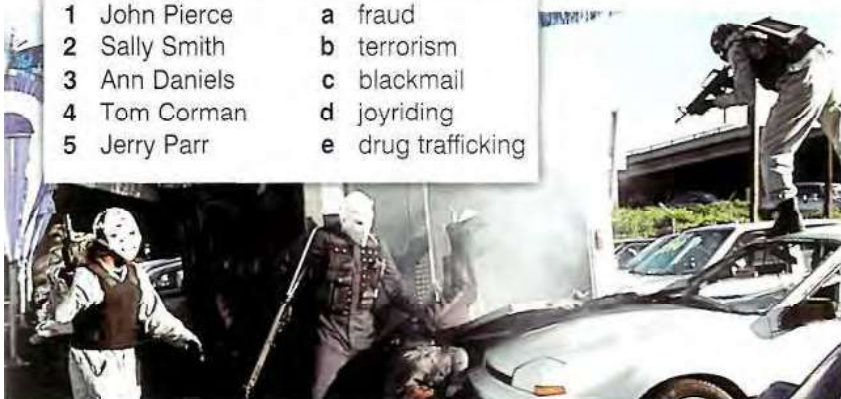 1 John Pierce a fraud
2 Sally Smith b terrorism
3 Ann Daniels c blackmail
4 Tom Corman d joyriding
5 Jerry Parr e drug trafficking